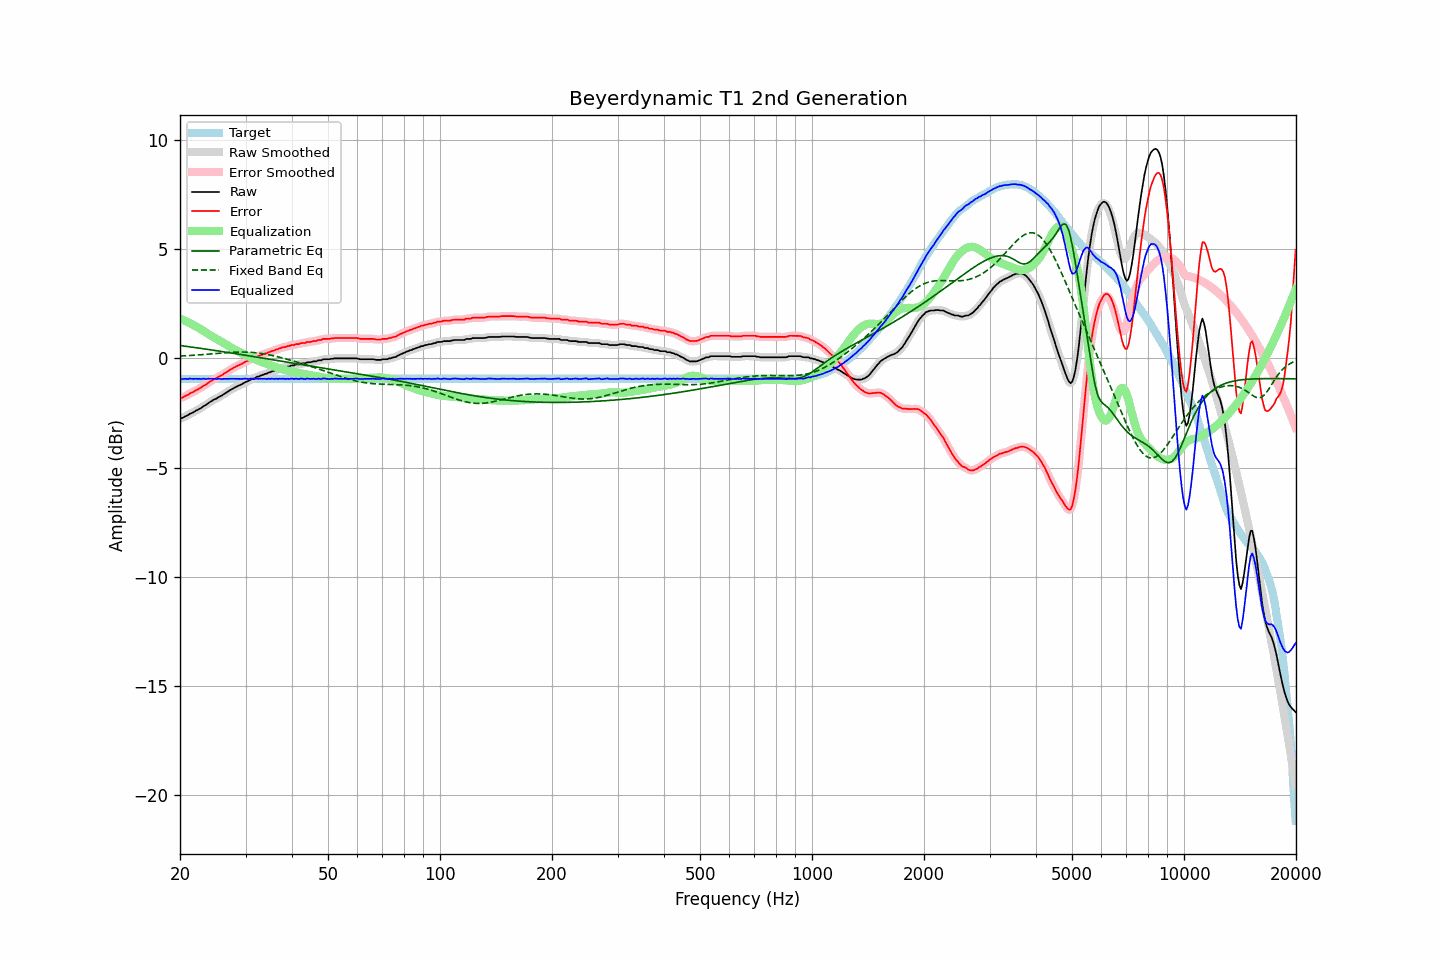 Beyerdynamic T1 2nd Generation
Target
Raw Smoothed
Error Smoothed
Raw
Error
Equalization
Parametric Eq
Fixed Band Eq
Equalized
Amplitude (dBr)
10
5
0
−5
−10
−15
−20
20 50 100 200 500 1000 2000 5000 10000 20000
Frequency (Hz)